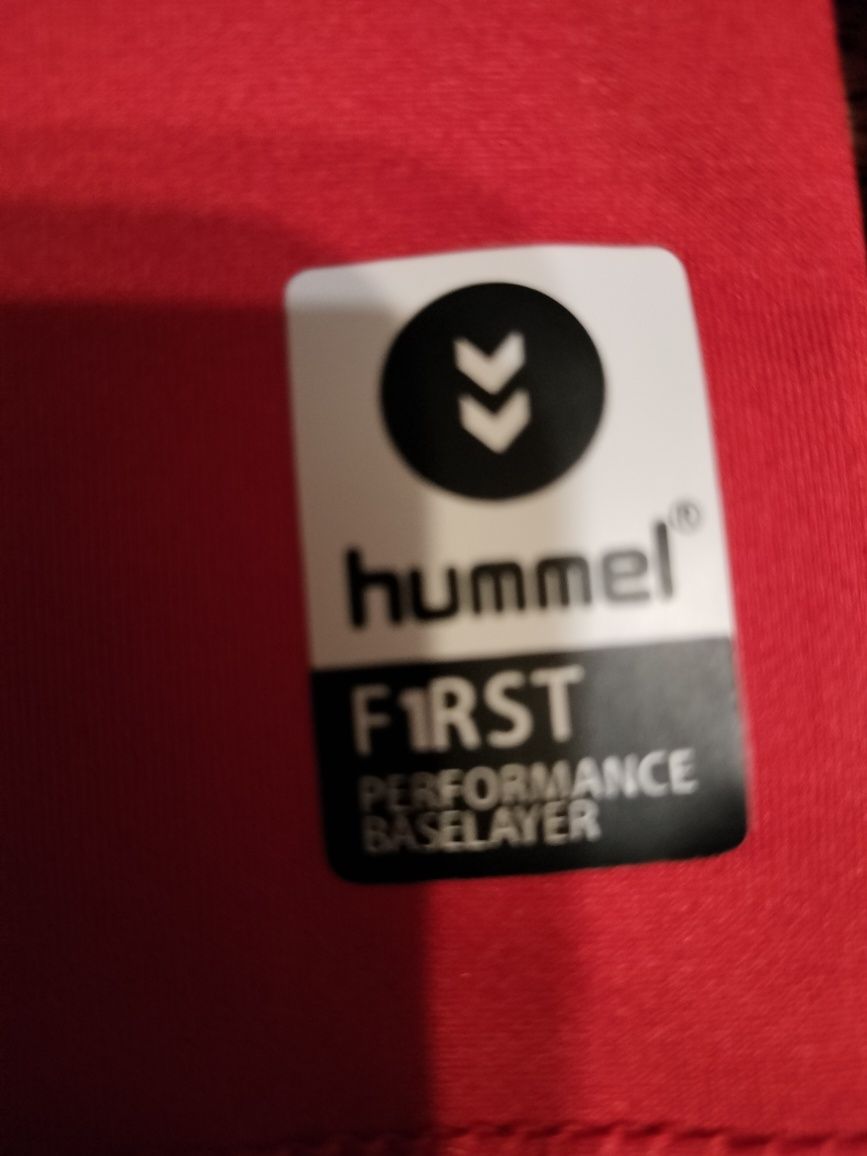 hummel®
F1RST
PERFORMANCE
BASELAYER